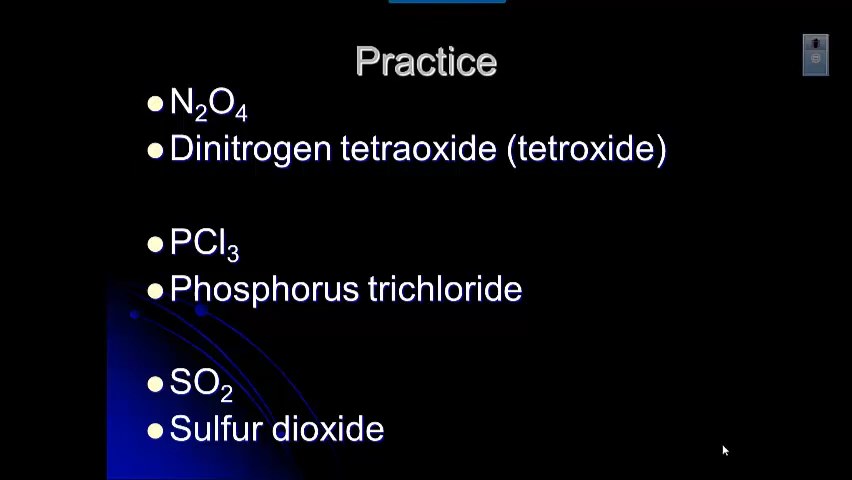 Practice
N₂O₄
Dinitrogen tetraoxide (tetroxide)
PCl₃
Phosphorus trichloride
SO₂
Sulfur dioxide